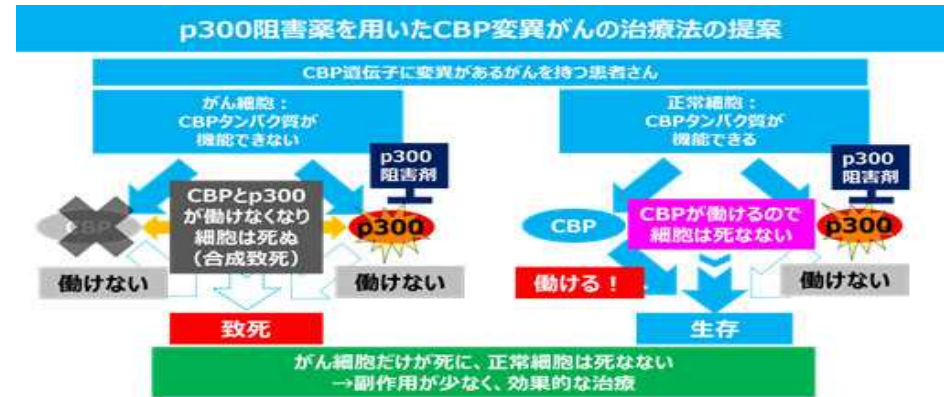 p300阻害薬を用いたCBP変異がんの治療法の提案
CBP遺伝子に変異があるがんを持つ患者さん
がん細胞：
CBPタンパク質が
機能できない
p300
阻害剤
CBP
CBPとp300
が働けなくなり
細胞は死ぬ
（合成致死）
p300
働けない
働けない
致死
正常細胞：
CBPタンパク質が
機能できる
p300
阻害剤
CBP
CBPが働けるので
細胞は死なない
p300
働ける！
働けない
生存
がん細胞だけが死に、正常細胞は死なない
→副作用が少なく、効果的な治療